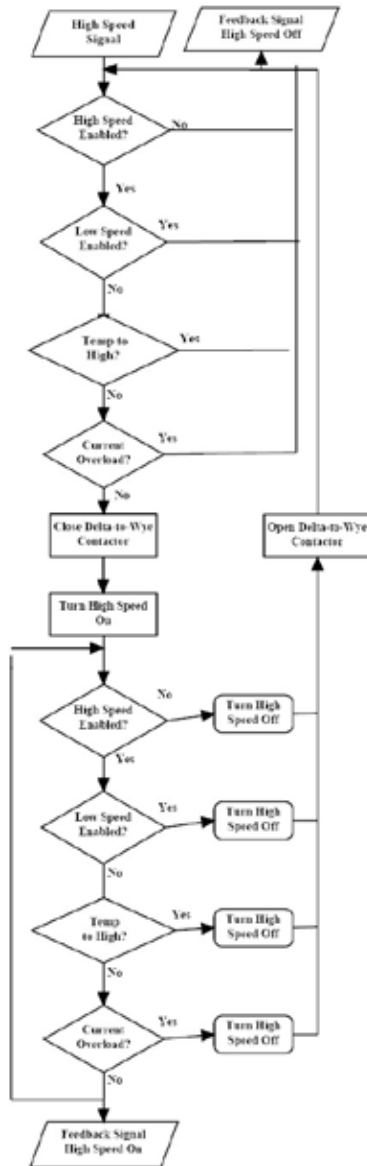 High Speed
Signal
Feedback Signal
High Speed Off
High Speed
Enabled?
No
Yes
Low Speed
Enabled?
Yes
No
Temp to
High?
Yes
No
Current
Overload?
Yes
No
Close Delta-to-Wye
Contactor
Open Delta-to-Wye
Contactor
Turn High Speed
On
High Speed
Enabled?
No
Turn High
Speed Off
Yes
Low Speed
Enabled?
Yes
Turn High
Speed Off
No
Temp
to High?
Yes
Turn High
Speed Off
No
Current
Overload?
Yes
Turn High
Speed Off
No
Feedback Signal
High Speed On